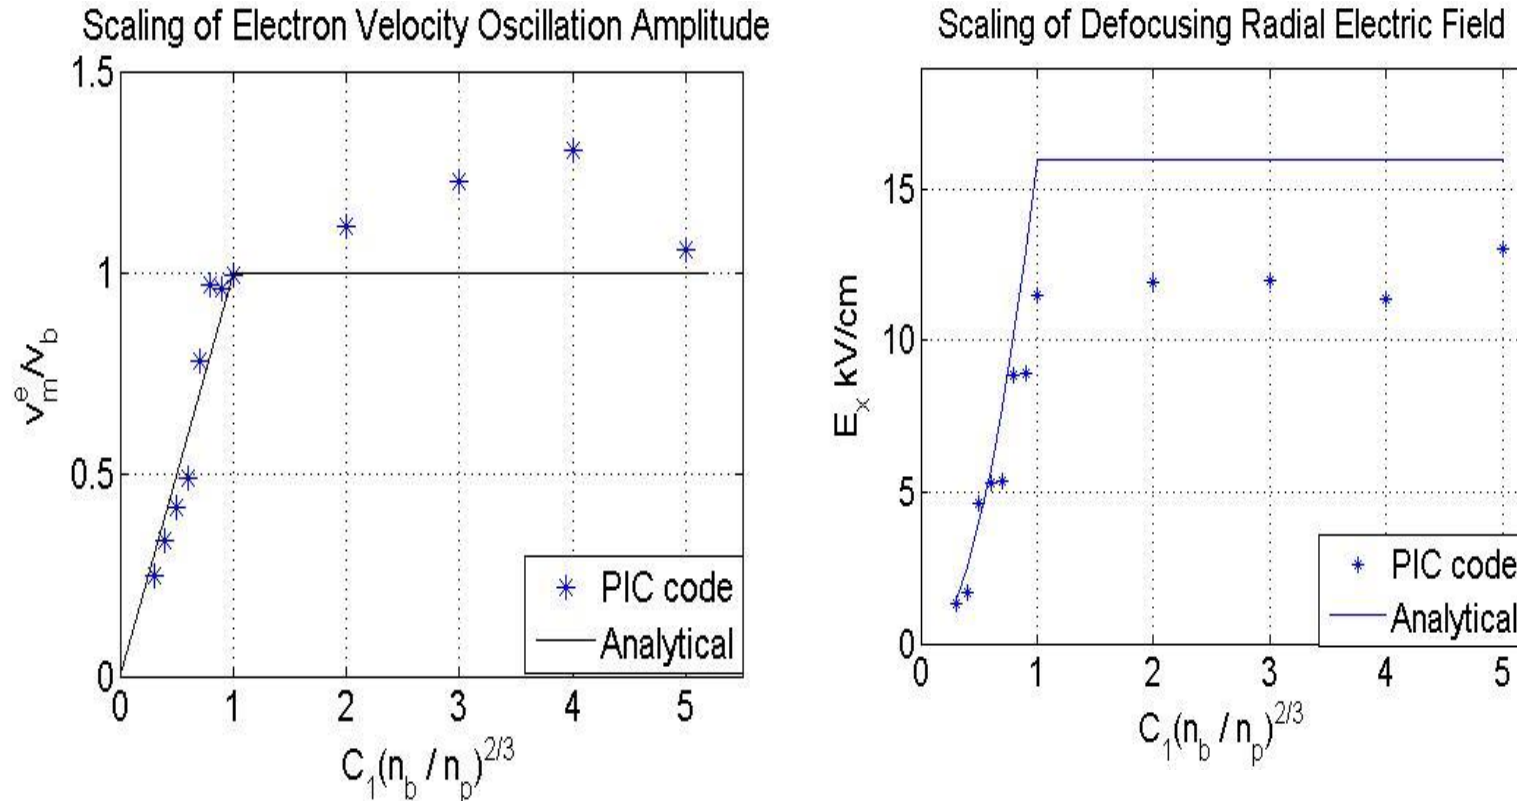 Scaling of Electron Velocity Oscillation Amplitude
1.5
1
0.5
0
v_m^e/v_b
0 1 2 3 4 5
C_1(n_b / n_p)^{2/3}
PIC code
Analytical
Scaling of Defocusing Radial Electric Field
15
10
5
0
E_x kV/cm
0 1 2 3 4 5
C_1(n_b / n_p)^{2/3}
PIC code
Analytical